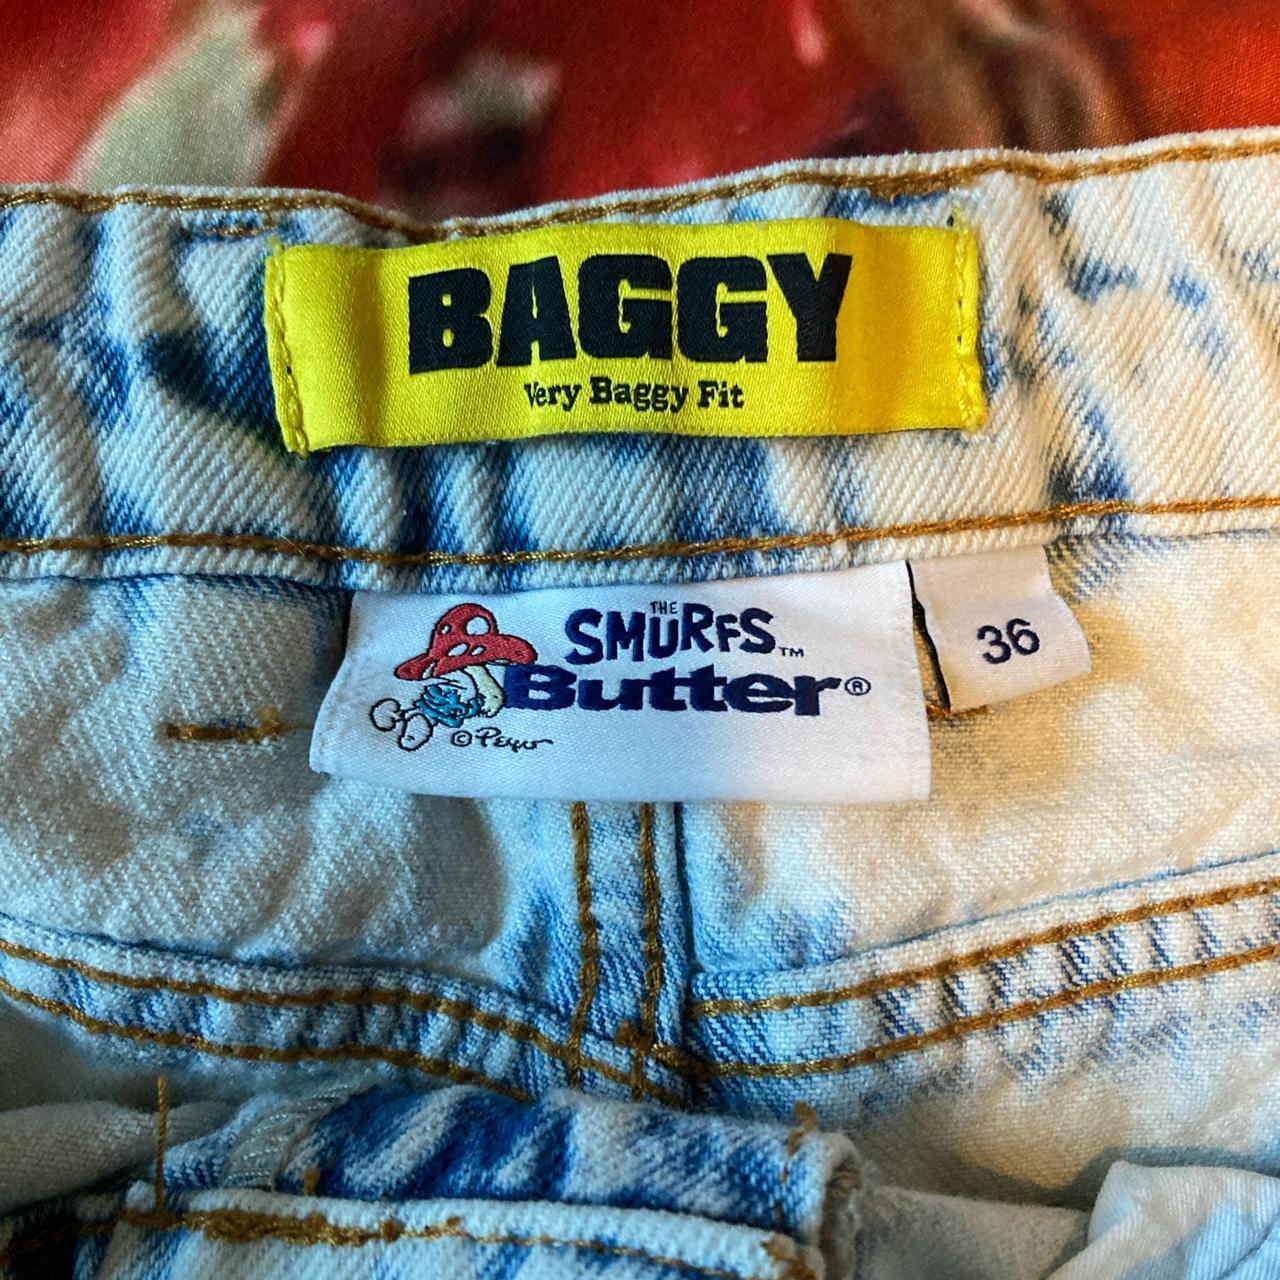 BAGGY
Very Baggy Fit
THE
SMURFS™
Butter®
© Peyo
36